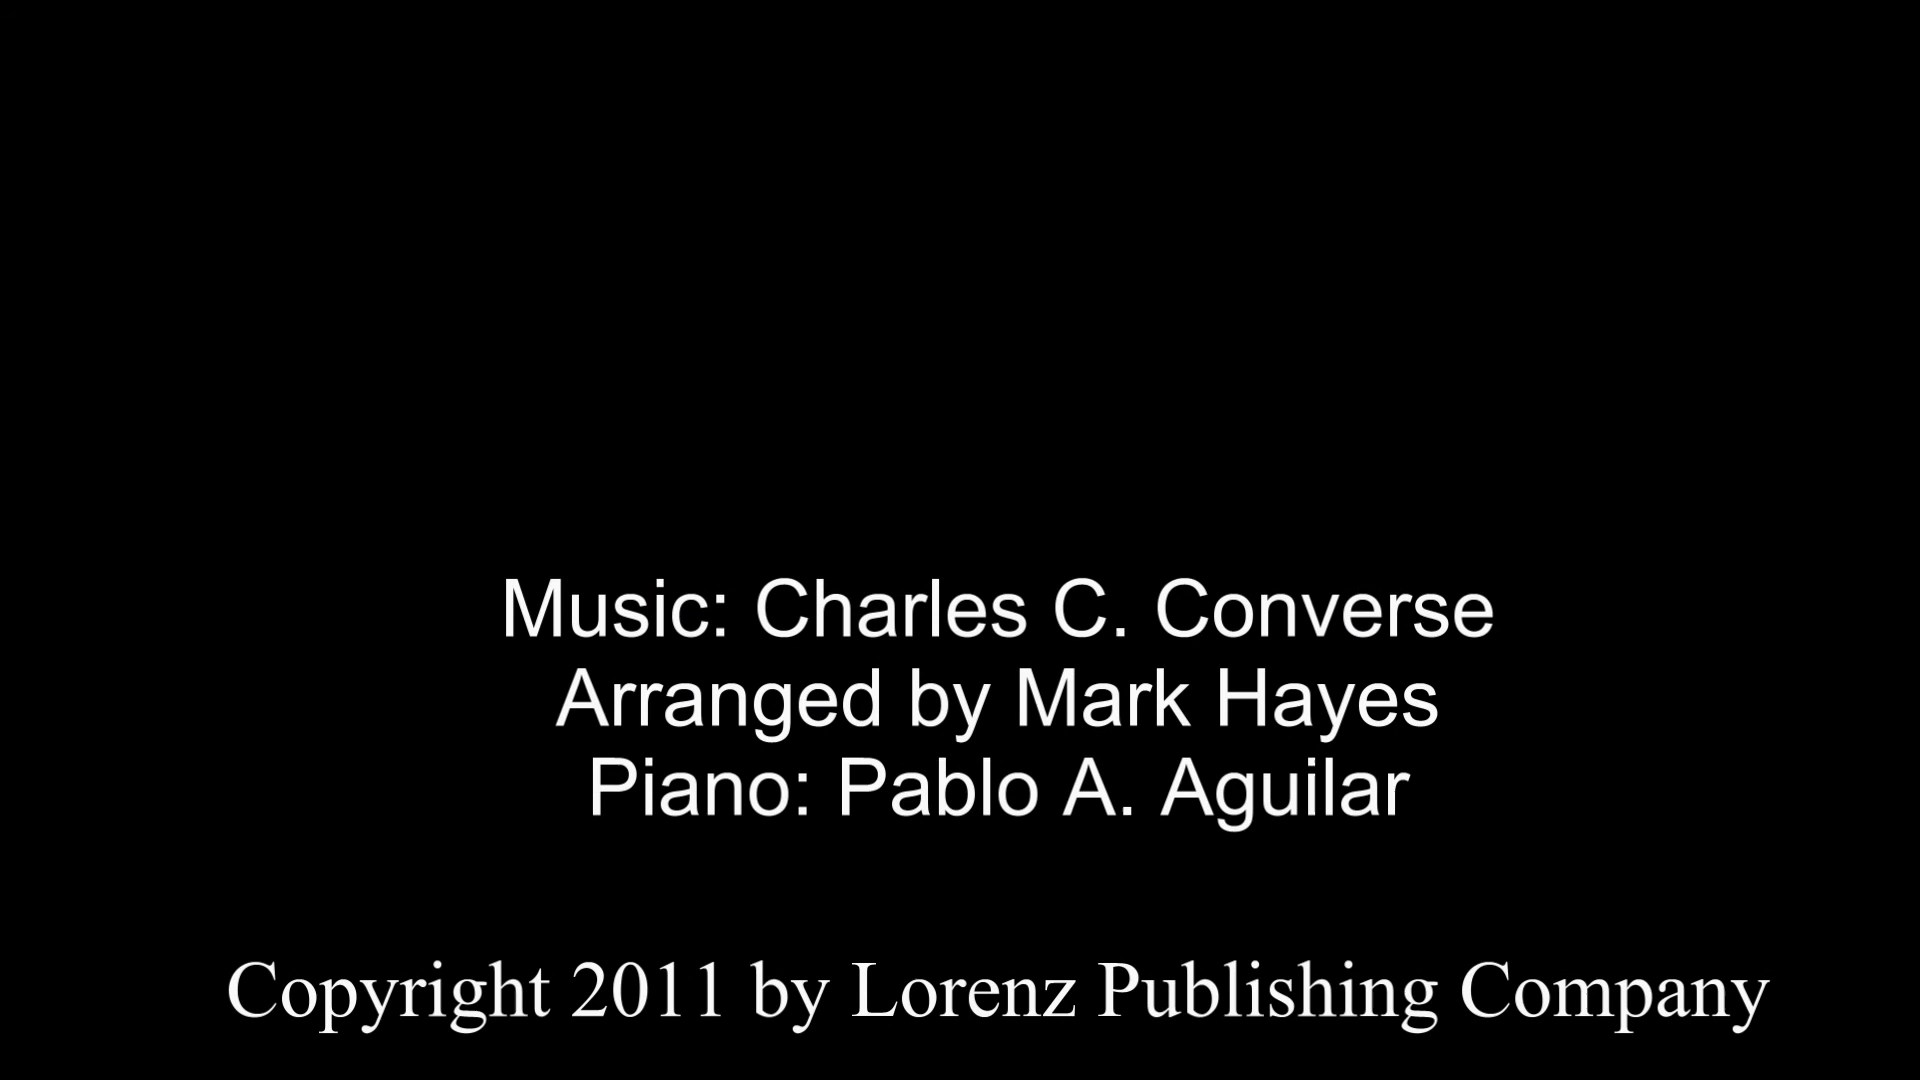 Music: Charles C. Converse
Arranged by Mark Hayes
Piano: Pablo A. Aguilar
Copyright 2011 by Lorenz Publishing Company